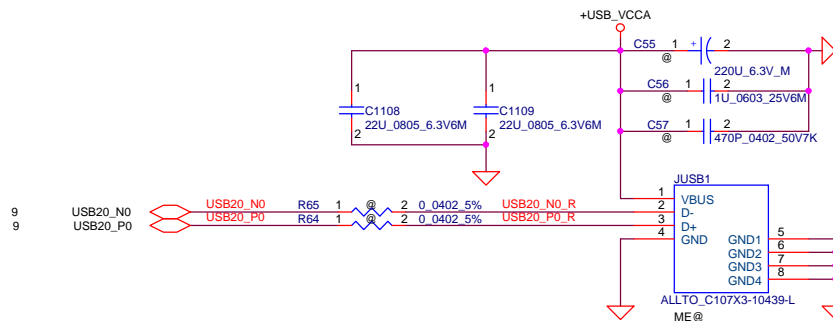 +USB_VCCA
C55 1 + 2
@
220U_6.3V_M
C56 1 2
@
1U_0603_25V6M
C57 1 2
@
470P_0402_50V7K
1
C1108
22U_0805_6.3V6M
2
1
C1109
22U_0805_6.3V6M
2
JUSB1
1 VBUS
2 D-
3 D+
4 GND
GND1 5
GND2 6
GND3 7
GND4 8
ALLTO_C107X3-10439-L
ME@
9 USB20_N0 USB20_N0 R65 1 @ 2 0_0402_5% USB20_N0_R
9 USB20_P0 USB20_P0 R64 1 @ 2 0_0402_5% USB20_P0_R